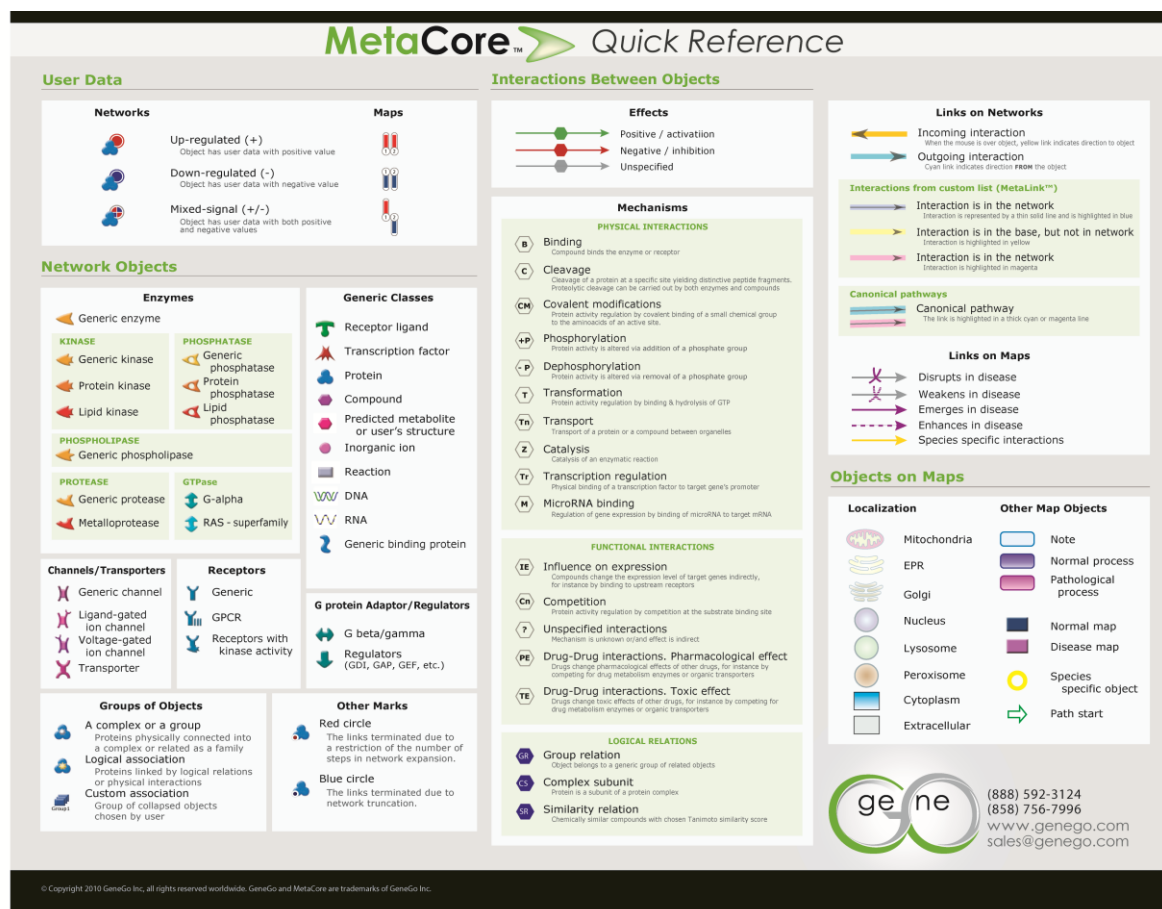 MetaCore™ Quick Reference
User Data
Networks
Maps
Up-regulated (+)
Object has user data with positive value
1 2
Down-regulated (-)
Object has user data with negative value
1 2
Mixed-signal (+/-)
Object has user data with both positive
and negative values
1
2
Network Objects
Enzymes
Generic enzyme
KINASE
Generic kinase
Protein kinase
Lipid kinase
PHOSPHATASE
Generic
phosphatase
Protein
phosphatase
Lipid
phosphatase
PHOSPHOLIPASE
Generic phospholipase
PROTEASE
Generic protease
Metalloprotease
GTPase
G-alpha
RAS - superfamily
Generic Classes
Receptor ligand
Transcription factor
Protein
Compound
Predicted metabolite
or user's structure
Inorganic ion
Reaction
DNA
RNA
Generic binding protein
Channels/Transporters
Generic channel
Ligand-gated
ion channel
Voltage-gated
ion channel
Transporter
Receptors
Generic
GPCR
Receptors with
kinase activity
G protein Adaptor/Regulators
G beta/gamma
Regulators
(GDI, GAP, GEF, etc.)
Groups of Objects
A complex or a group
Proteins physically connected into
a complex or related as a family
Logical association
Proteins linked by logical relations
or physical interactions
Custom association
Group of collapsed objects
chosen by user
Group1
Other Marks
Red circle
The links terminated due to
a restriction of the number of
steps in network expansion.
Blue circle
The links terminated due to
network truncation.
Interactions Between Objects
Effects
Positive / activatiion
Negative / inhibition
Unspecified
Mechanisms
PHYSICAL INTERACTIONS
B Binding
Compound binds the enzyme or receptor
C Cleavage
Cleavage of a protein at a specific site yielding distinctive peptide fragments.
Proteolytic cleavage can be carried out by both enzymes and compounds
CM Covalent modifications
Protein activity regulation by covalent binding of a small chemical group
to the aminoacids of an active site.
+P Phosphorylation
Protein activity is altered via addition of a phosphate group
- P Dephosphorylation
Protein activity is altered via removal of a phosphate group
T Transformation
Protein activity regulation by binding & hydrolysis of GTP
Tn Transport
Transport of a protein or a compound between organelles
Z Catalysis
Catalysis of an enzymatic reaction
Tr Transcription regulation
Physical binding of a transcription factor to target gene's promoter
M MicroRNA binding
Regulation of gene expression by binding of microRNA to target mRNA
FUNCTIONAL INTERACTIONS
IE Influence on expression
Compounds change the expression level of target genes indirectly,
for instance by binding to upstream receptors
Cn Competition
Protein activity regulation by competition at the substrate binding site
? Unspecified interactions
Mechanism is unknown or/and effect is indirect
PE Drug-Drug interactions. Pharmacological effect
Drugs change pharmacological effects of other drugs, for instance by
competing for drug metabolism enzymes or organic transporters
TE Drug-Drug interactions. Toxic effect
Drugs change toxic effects of other drugs, for instance by competing for
drug metabolism enzymes or organic transporters
LOGICAL RELATIONS
GR Group relation
Object belongs to a generic group of related objects
CS Complex subunit
Protein is a subunit of a protein complex
SR Similarity relation
Chemically similar compounds with chosen Tanimoto similarity score
Links on Networks
Incoming interaction
When the mouse is over object, yellow link indicates direction to object
Outgoing interaction
Cyan link indicates direction FROM the object
Interactions from custom list (MetaLink™)
Interaction is in the network
Interaction is represented by a thin solid line and is highlighted in blue
Interaction is in the base, but not in network
Interaction is highlighted in yellow
Interaction is in the network
Interaction is highlighted in magenta
Canonical pathways
Canonical pathway
The link is highlighted in a thick cyan or magenta line
Links on Maps
Disrupts in disease
Weakens in disease
Emerges in disease
Enhances in disease
Species specific interactions
Objects on Maps
Localization
Mitochondria
EPR
Golgi
Nucleus
Lysosome
Peroxisome
Cytoplasm
Extracellular
Other Map Objects
Note
Normal process
Pathological
process
Normal map
Disease map
Species
specific object
Path start
gene
(888) 592-3124
(858) 756-7996
www.genego.com
sales@genego.com
© Copyright 2010 GeneGo Inc, all rights reserved worldwide. GeneGo and MetaCore are trademarks of GeneGo Inc.